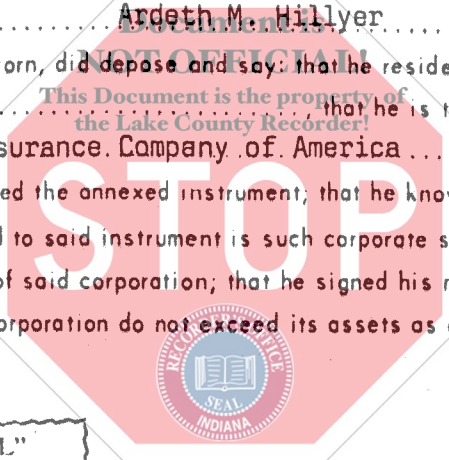 Ardeth M. Hillyer
Document is
orn, did depose and say: that he reside
NOT OFFICIAL!
This Document is the property of
, that he is t
the Lake County Recorder!
surance Company of America
ed the annexed instrument; that he know
STOP
d to said instrument is such corporate s
of said corporation; that he signed his n
orporation do not exceed its assets as
RECORDER'S OFFICE
SEAL
INDIANA
L"